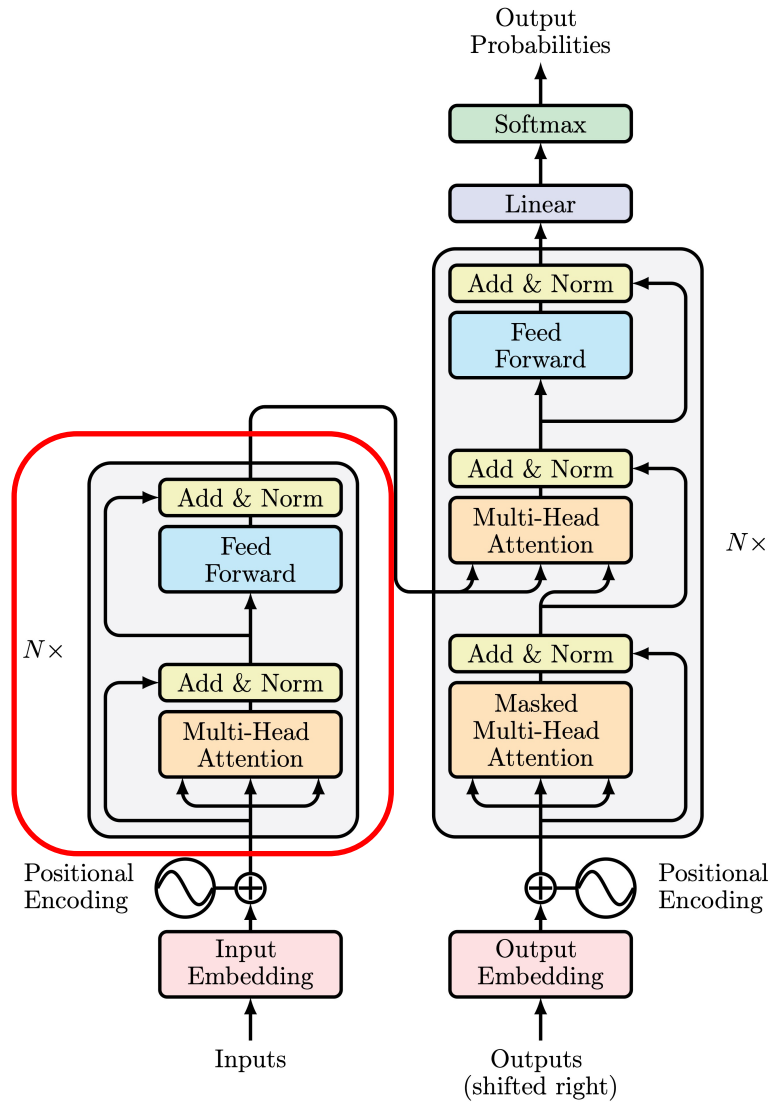 Output
Probabilities
Softmax
Linear
Add & Norm
Feed
Forward
Add & Norm
Multi-Head
Attention
N×
Add & Norm
Masked
Multi-Head
Attention
Add & Norm
Feed
Forward
N×
Add & Norm
Multi-Head
Attention
Positional
Encoding
Positional
Encoding
Input
Embedding
Output
Embedding
Inputs
Outputs
(shifted right)